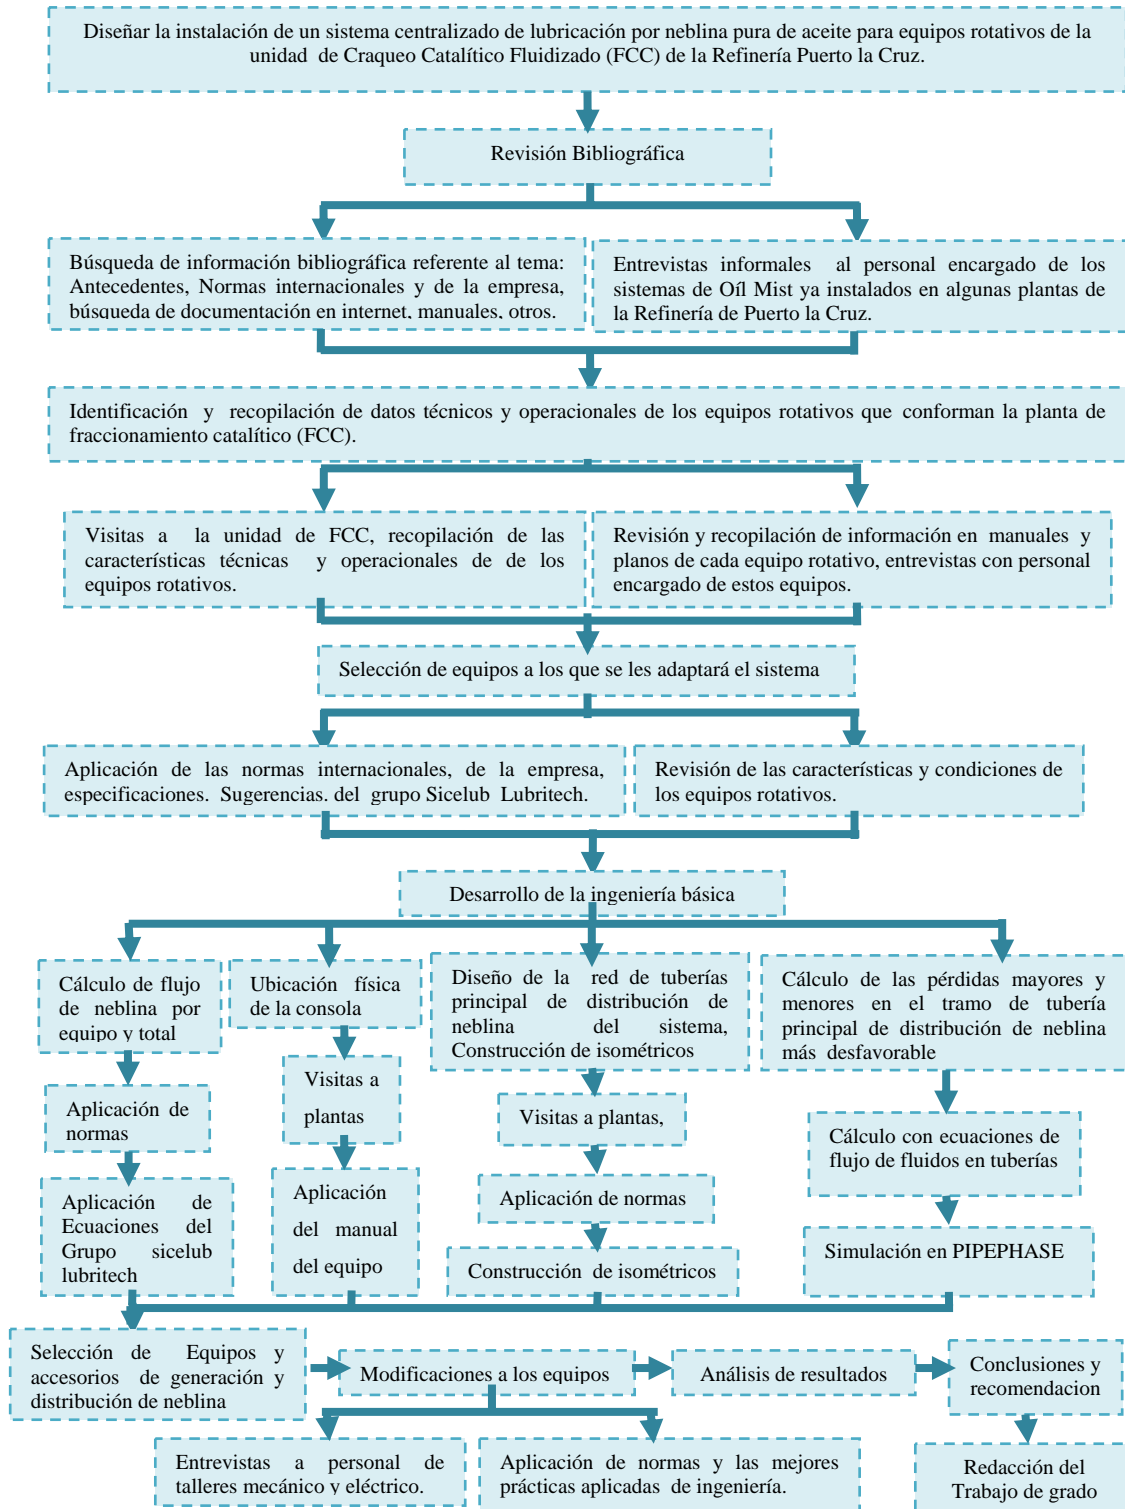 Diseñar la instalación de un sistema centralizado de lubricación por neblina pura de aceite para equipos rotativos de la
unidad de Craqueo Catalítico Fluidizado (FCC) de la Refinería Puerto la Cruz.
Revisión Bibliográfica
Búsqueda de información bibliográfica referente al tema:
Antecedentes, Normas internacionales y de la empresa,
búsqueda de documentación en internet, manuales, otros.
Entrevistas informales al personal encargado de los
sistemas de Oíl Mist ya instalados en algunas plantas de
la Refinería de Puerto la Cruz.
Identificación y recopilación de datos técnicos y operacionales de los equipos rotativos que conforman la planta de
fraccionamiento catalítico (FCC).
Visitas a la unidad de FCC, recopilación de las
características técnicas y operacionales de de los
equipos rotativos.
Revisión y recopilación de información en manuales y
planos de cada equipo rotativo, entrevistas con personal
encargado de estos equipos.
Selección de equipos a los que se les adaptará el sistema
Aplicación de las normas internacionales, de la empresa,
especificaciones. Sugerencias. del grupo Sicelub Lubritech.
Revisión de las características y condiciones de
los equipos rotativos.
Desarrollo de la ingeniería básica
Cálculo de flujo
de neblina por
equipo y total
Ubicación física
de la consola
Diseño de la red de tuberías
principal de distribución de
neblina del sistema,
Construcción de isométricos
Cálculo de las pérdidas mayores y
menores en el tramo de tubería
principal de distribución de neblina
más desfavorable
Aplicación de
normas
Visitas a
plantas
Visitas a plantas,
Cálculo con ecuaciones de
flujo de fluidos en tuberías
Aplicación de
Ecuaciones del
Grupo sicelub
lubritech
Aplicación
del manual
del equipo
Aplicación de normas
Construcción de isométricos
Simulación en PIPEPHASE
Selección de Equipos y
accesorios de generación y
distribución de neblina
Modificaciones a los equipos
Análisis de resultados
Conclusiones y
recomendacion
Entrevistas a personal de
talleres mecánico y eléctrico.
Aplicación de normas y las mejores
prácticas aplicadas de ingeniería.
Redacción del
Trabajo de grado